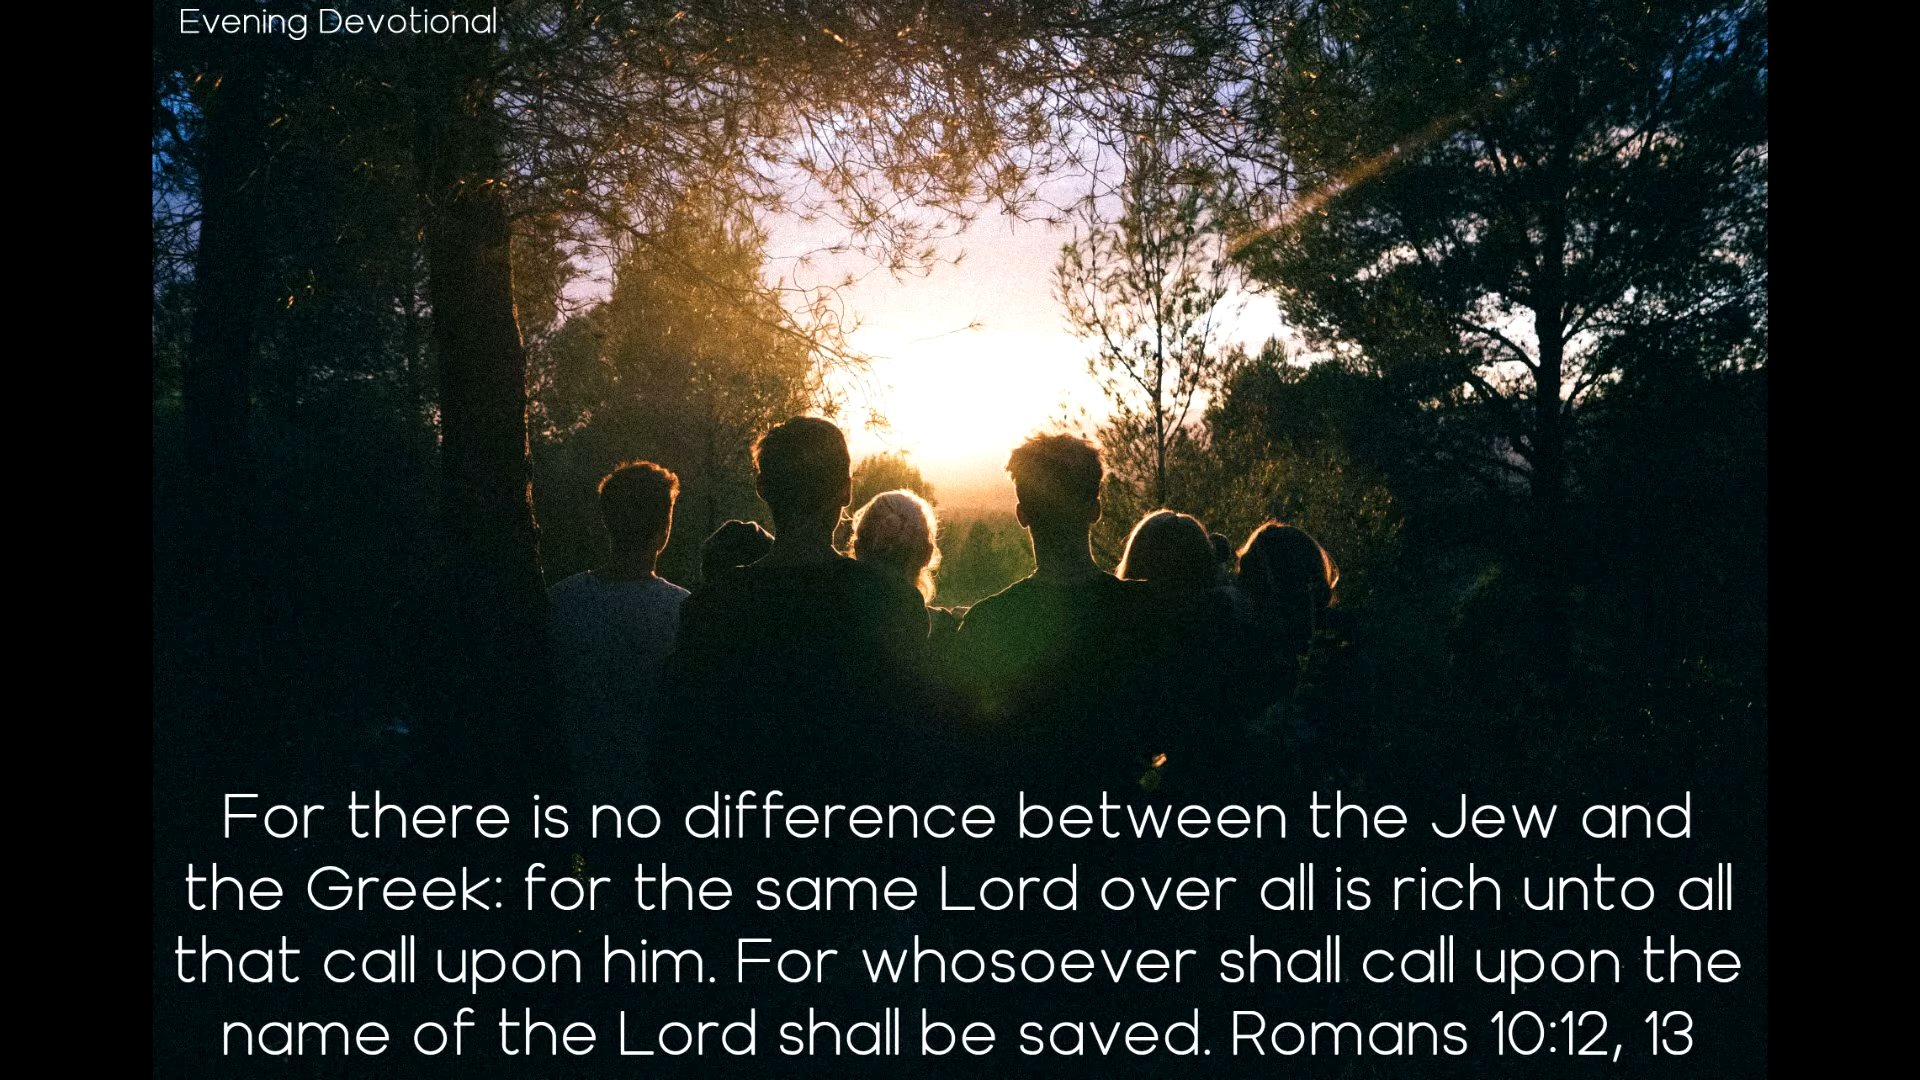 Evening Devotional
For there is no difference between the Jew and
the Greek: for the same Lord over all is rich unto all
that call upon him. For whosoever shall call upon the
name of the Lord shall be saved. Romans 10:12, 13